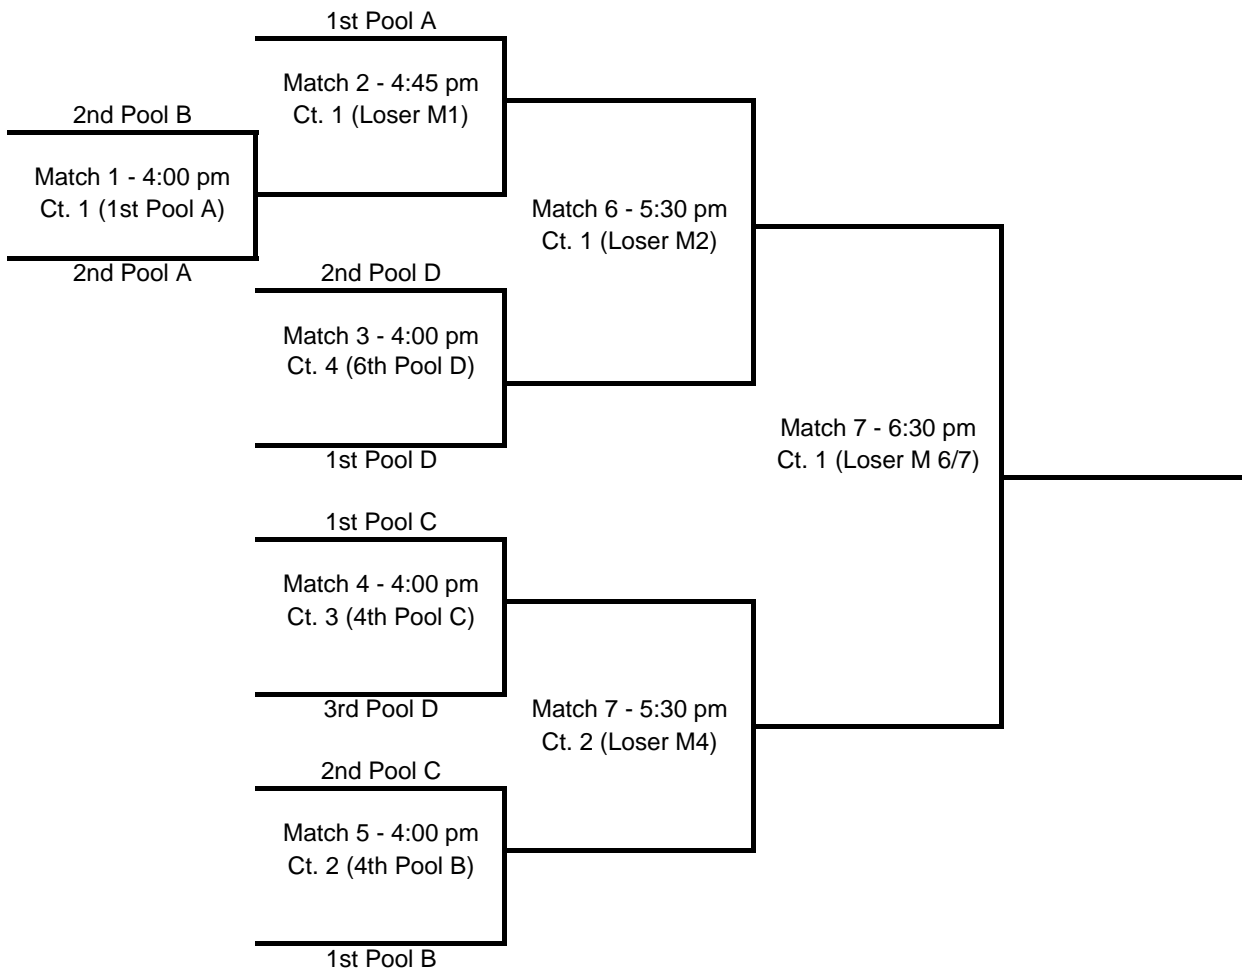 1st Pool A
Match 2 - 4:45 pm
Ct. 1 (Loser M1)
2nd Pool B
Match 1 - 4:00 pm
Ct. 1 (1st Pool A)
2nd Pool A
Match 6 - 5:30 pm
Ct. 1 (Loser M2)
2nd Pool D
Match 3 - 4:00 pm
Ct. 4 (6th Pool D)
1st Pool D
Match 7 - 6:30 pm
Ct. 1 (Loser M 6/7)
1st Pool C
Match 4 - 4:00 pm
Ct. 3 (4th Pool C)
3rd Pool D
Match 7 - 5:30 pm
Ct. 2 (Loser M4)
2nd Pool C
Match 5 - 4:00 pm
Ct. 2 (4th Pool B)
1st Pool B